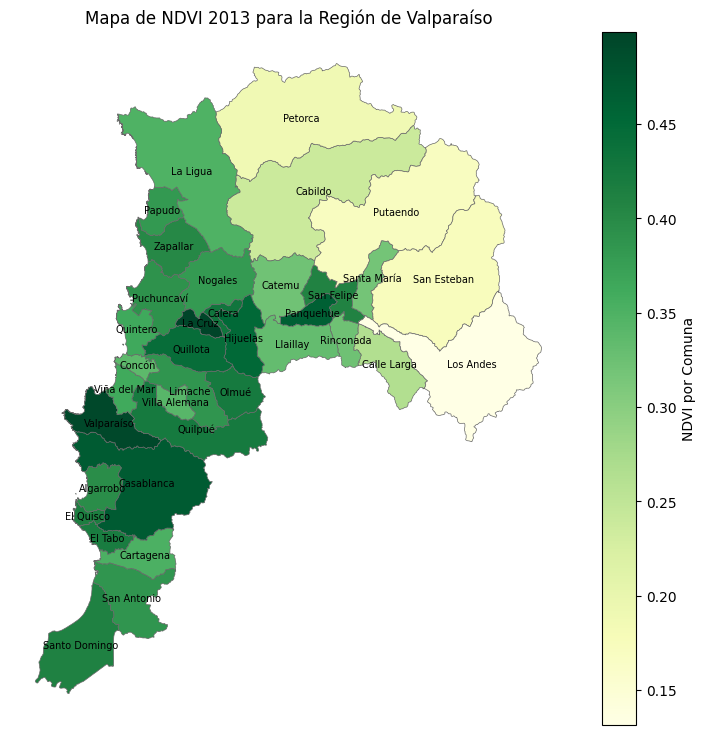 Mapa de NDVI 2013 para la Región de Valparaíso
Petorca
La Ligua
Cabildo
Papudo
Putaendo
Zapallar
Nogales
Catemu
Santa María
San Esteban
Puchuncaví
San Felipe
Calera
Panquehue
La Cruz
Quintero
Hijuelas
Rinconada
Llaillay
Quillota
Concón
Calle Larga
Los Andes
Viña del Mar
Limache
Olmué
Villa Alemana
Valparaíso
Quilpué
Casablanca
Algarrobo
El Quisco
El Tabo
Cartagena
San Antonio
Santo Domingo
0.45
0.40
0.35
0.30
0.25
0.20
0.15
NDVI por Comuna